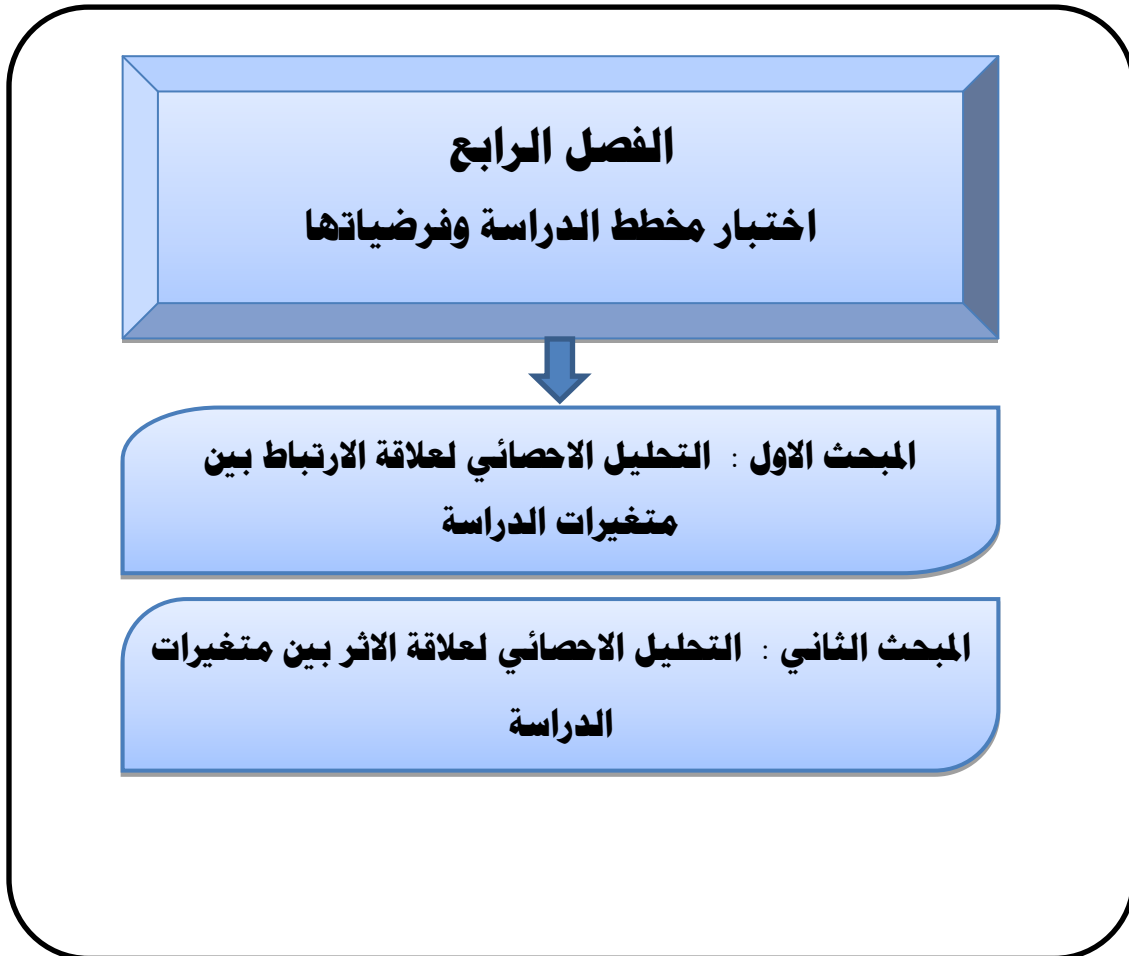 الفصل الرابع
اختبار مخطط الدراسة وفرضياتها
المبحث الاول : التحليل الاحصائي لعلاقة الارتباط بين
متغيرات الدراسة
المبحث الثاني : التحليل الاحصائي لعلاقة الاثر بين متغيرات
الدراسة